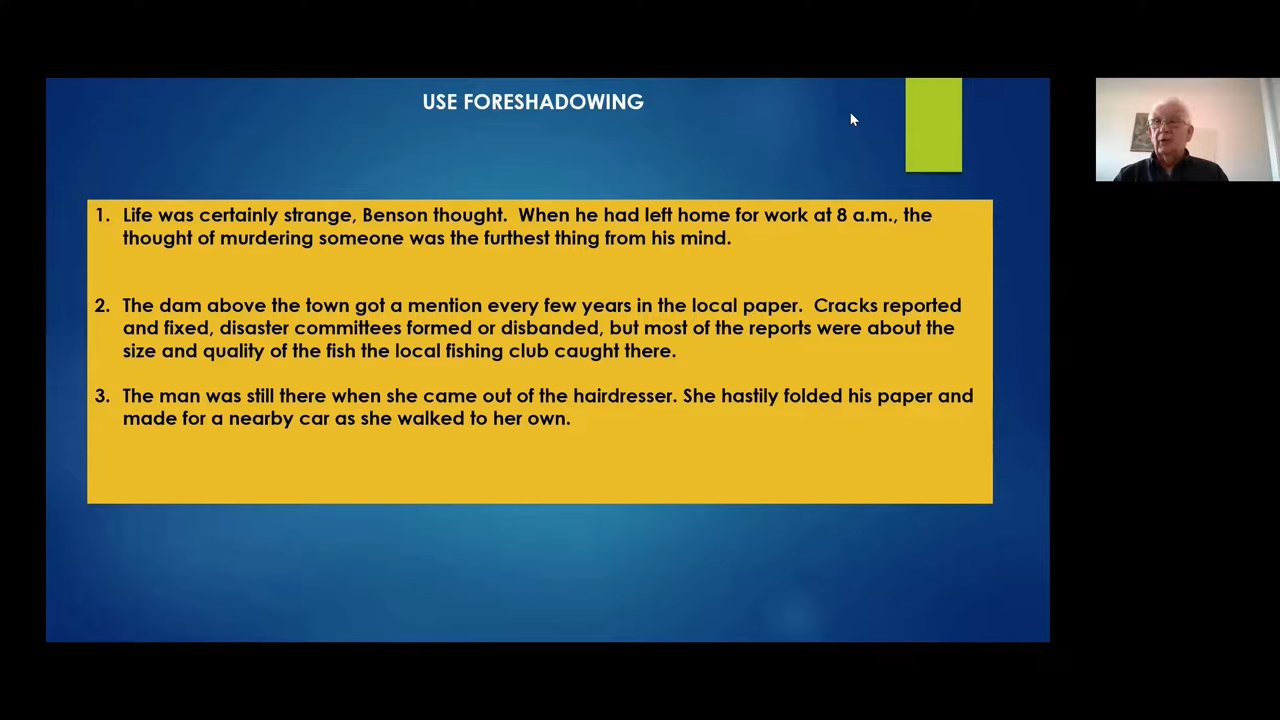 USE FORESHADOWING
1. Life was certainly strange, Benson thought.  When he had left home for work at 8 a.m., the
thought of murdering someone was the furthest thing from his mind.
2. The dam above the town got a mention every few years in the local paper.  Cracks reported
and fixed, disaster committees formed or disbanded, but most of the reports were about the
size and quality of the fish the local fishing club caught there.
3. The man was still there when she came out of the hairdresser. She hastily folded his paper and
made for a nearby car as she walked to her own.